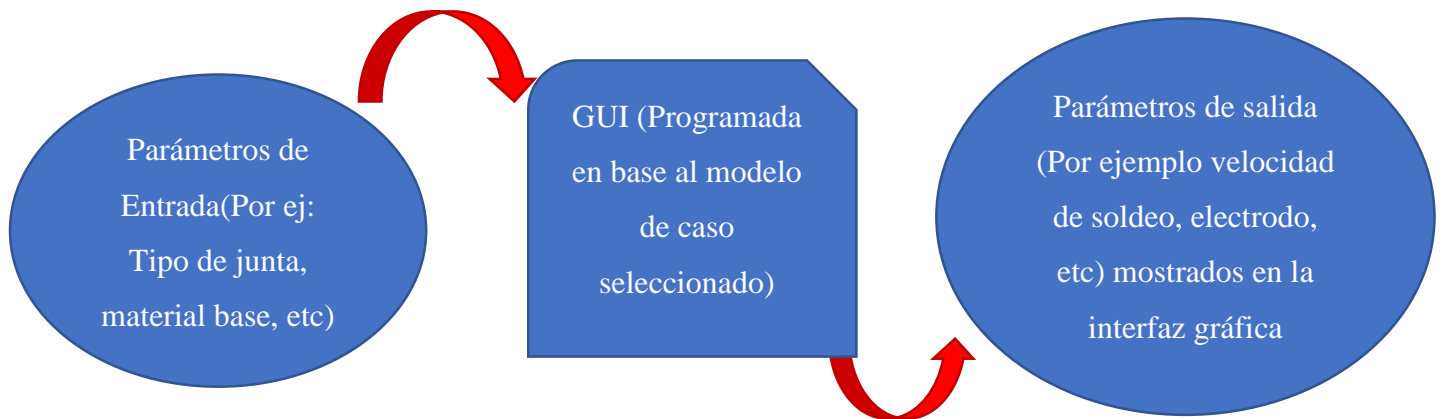 Parámetros de
Entrada(Por ej:
Tipo de junta,
material base, etc)
GUI (Programada
en base al modelo
de caso
seleccionado)
Parámetros de salida
(Por ejemplo velocidad
de soldeo, electrodo,
etc) mostrados en la
interfaz gráfica